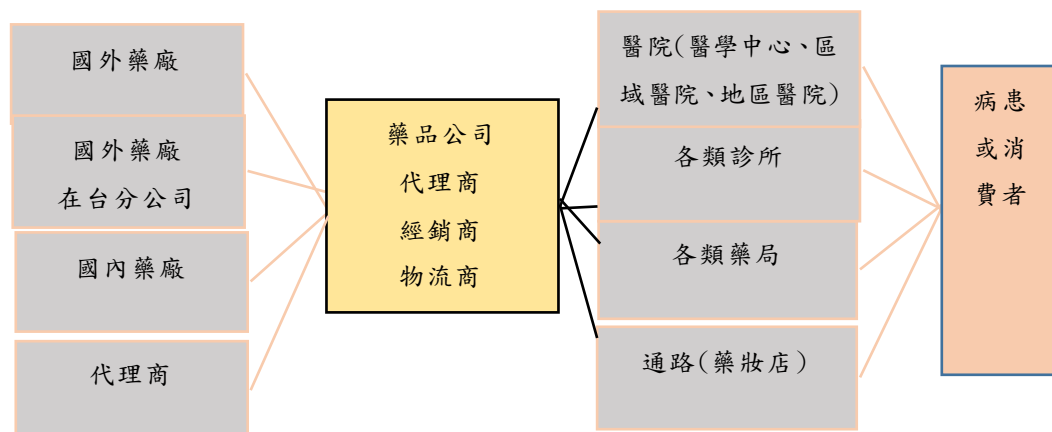 國外藥廠
國外藥廠
在台分公司
國內藥廠
代理商
藥品公司
代理商
經銷商
物流商
醫院(醫學中心、區
域醫院、地區醫院)
各類診所
各類藥局
通路(藥妝店)
病患
或消
費者